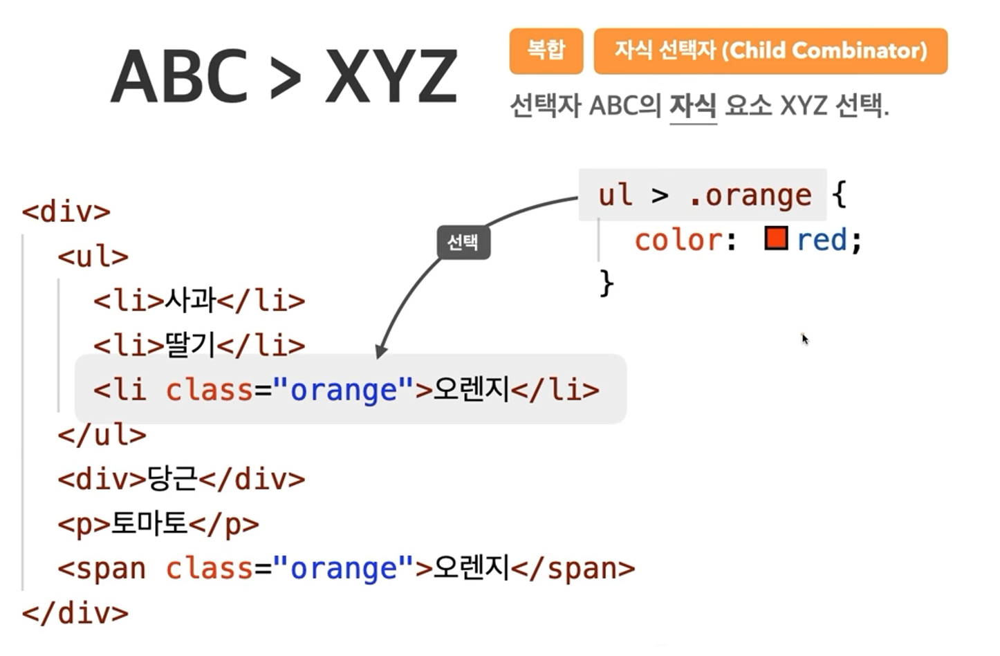 ABC > XYZ
복합
자식 선택자 (Child Combinator)
선택자 ABC의 자식 요소 XYZ 선택.
ul > .orange {
color: red;
}
선택
<div>
<ul>
<li>사과</li>
<li>딸기</li>
<li class="orange">오렌지</li>
</ul>
<div>당근</div>
<p>토마토</p>
<span class="orange">오렌지</span>
</div>